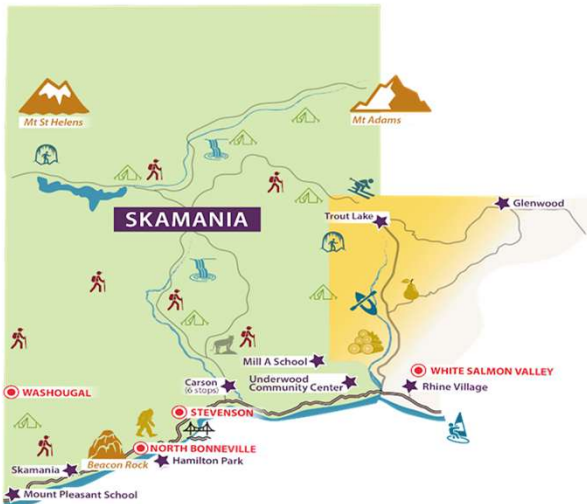 Mt St Helens
Mt Adams
Glenwood
SKAMANIA
Trout Lake
Mill A School
WHITE SALMON VALLEY
Carson
(6 stops)
Underwood
Community Center
Rhine Village
WASHOUGAL
STEVENSON
NORTH BONNEVILLE
Hamilton Park
Beacon Rock
Skamania
Mount Pleasant School